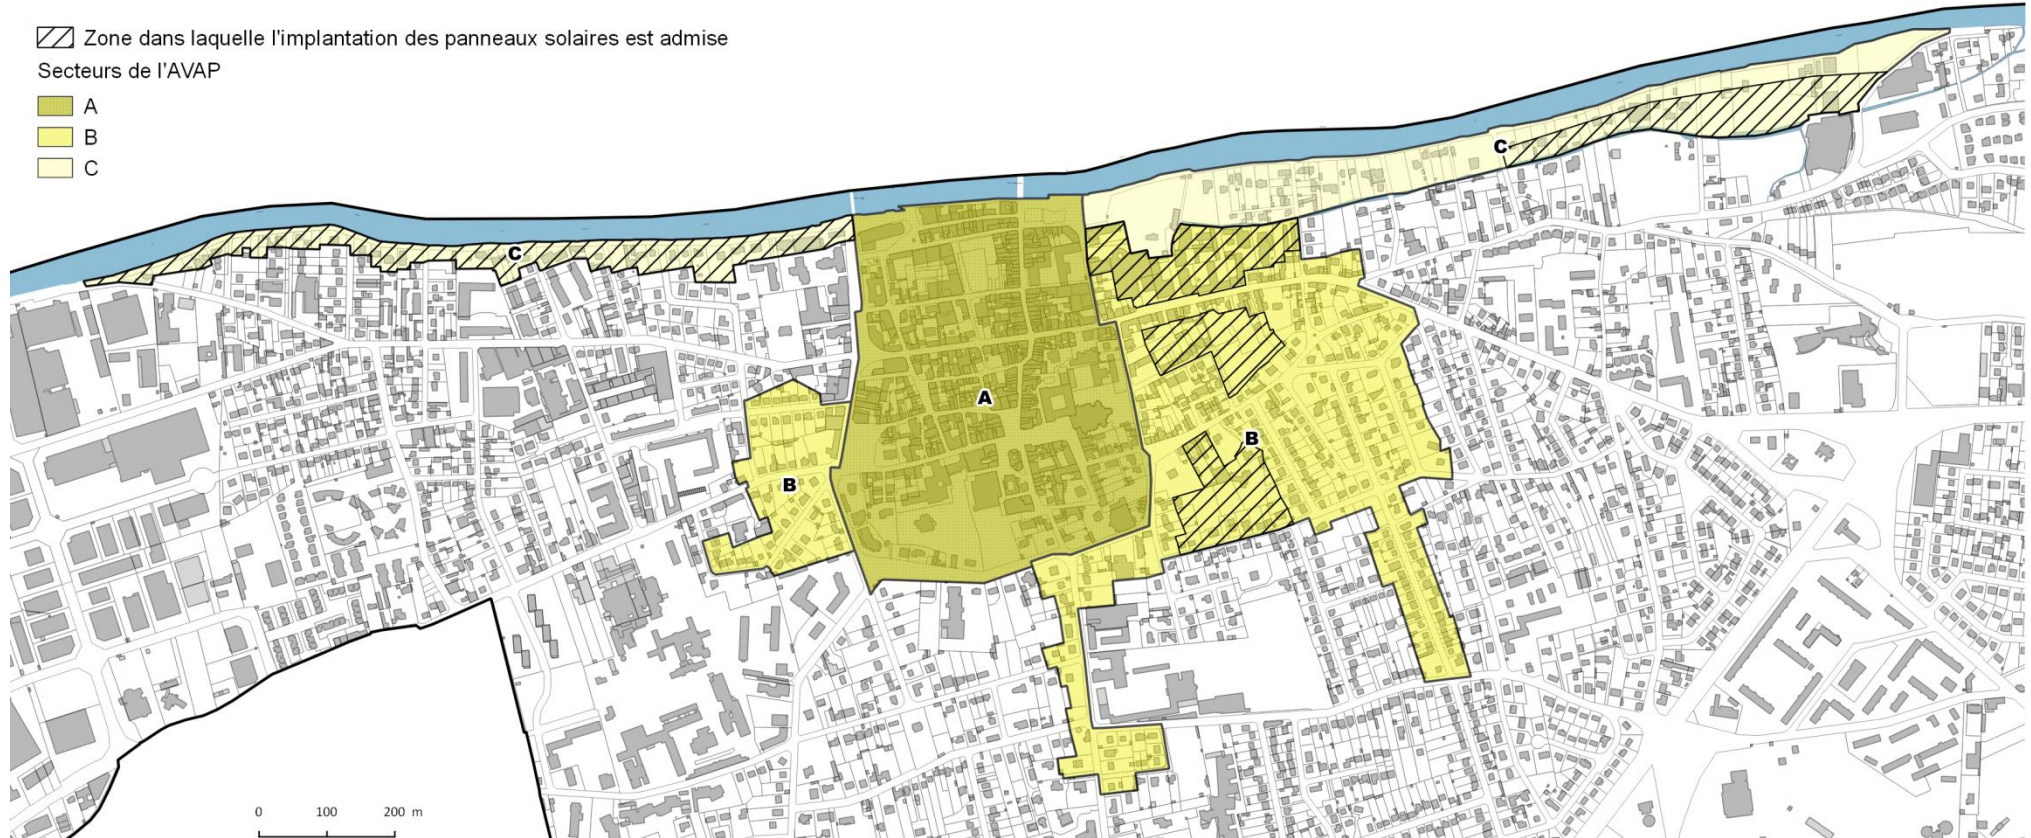 Zone dans laquelle l'implantation des panneaux solaires est admise
Secteurs de l'AVAP
A
B
C
C
C
A
B
B
0 100 200 m